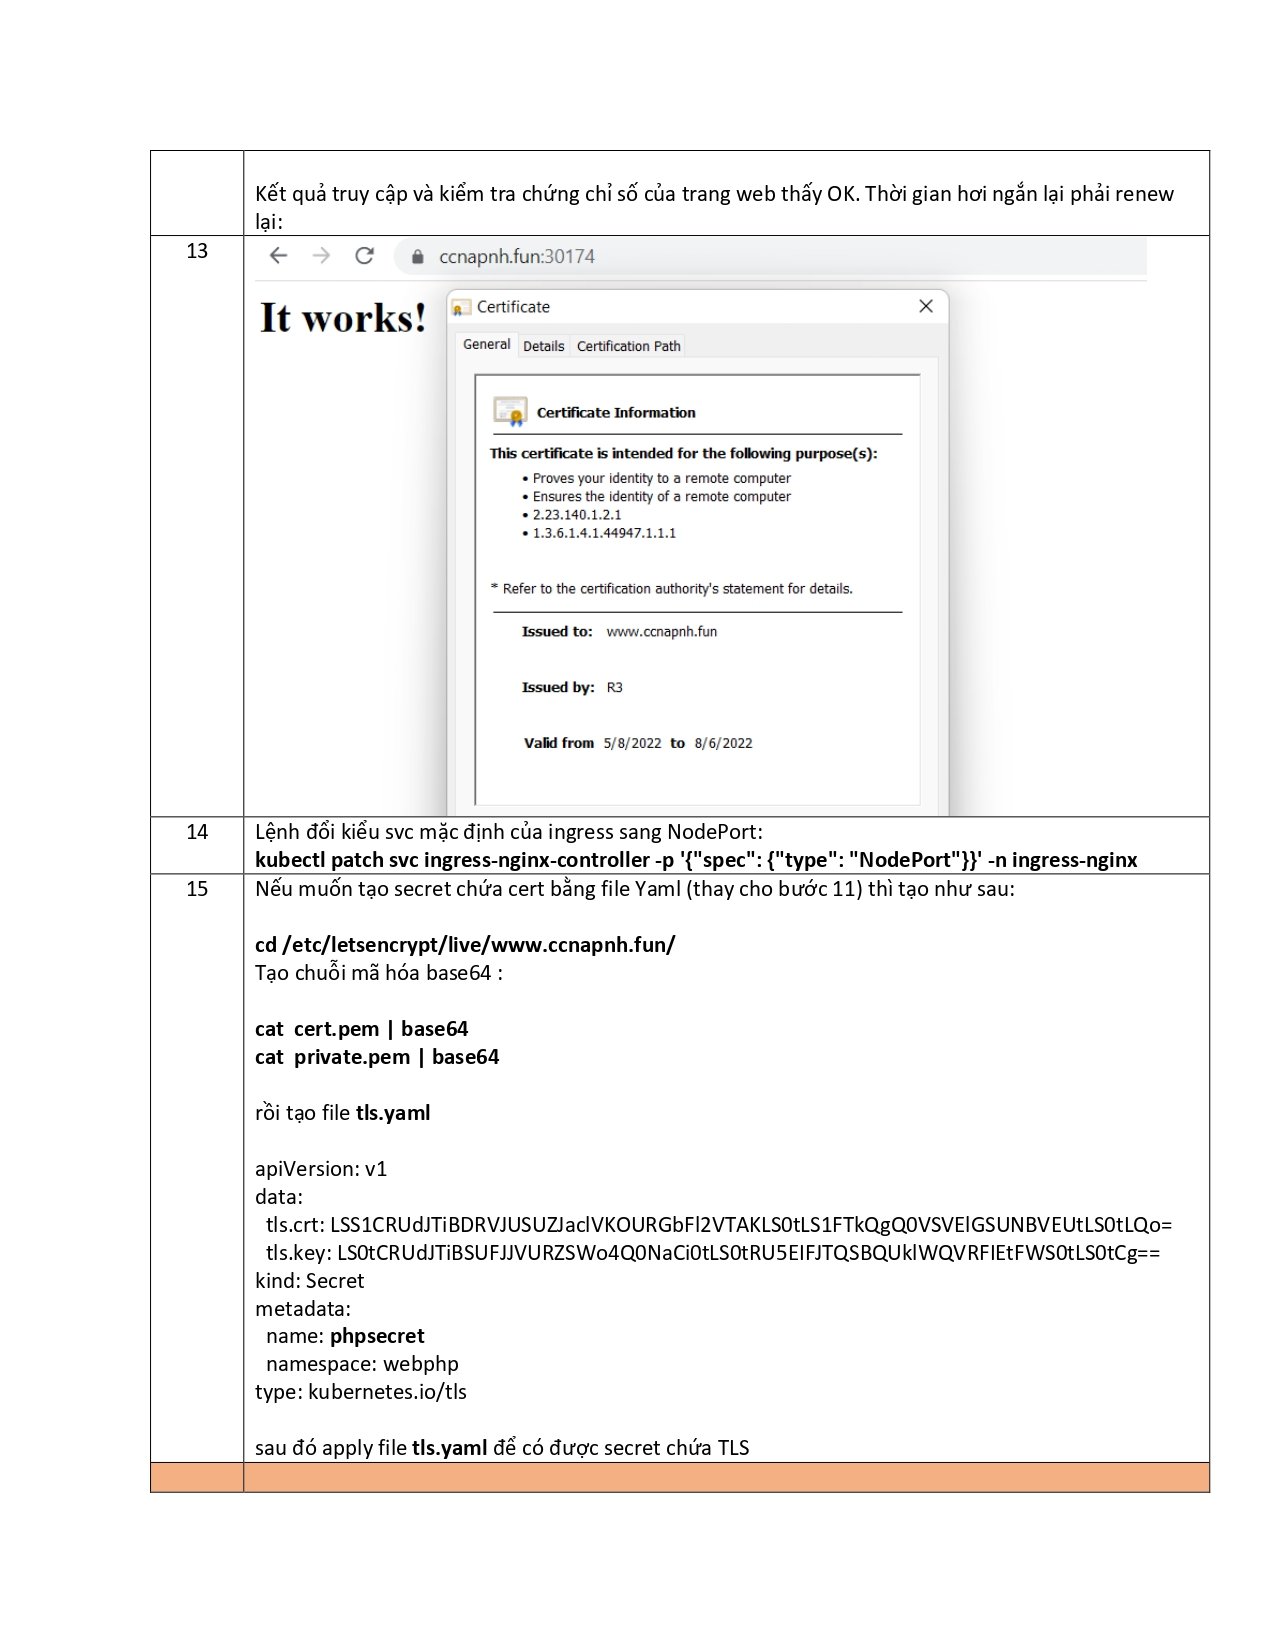 Kết quả truy cập và kiểm tra chứng chỉ số của trang web thấy OK. Thời gian hơi ngắn lại phải renew
lại:
13
ccnapnh.fun:30174
It works!
Certificate
General Details Certification Path
Certificate Information
This certificate is intended for the following purpose(s):
• Proves your identity to a remote computer
• Ensures the identity of a remote computer
• 2.23.140.1.2.1
• 1.3.6.1.4.1.44947.1.1.1
* Refer to the certification authority's statement for details.
Issued to: www.ccnapnh.fun
Issued by: R3
Valid from 5/8/2022 to 8/6/2022
14 Lệnh đổi kiểu svc mặc định của ingress sang NodePort:
kubectl patch svc ingress-nginx-controller -p '{"spec": {"type": "NodePort"}}' -n ingress-nginx
15 Nếu muốn tạo secret chứa cert bằng file Yaml (thay cho bước 11) thì tạo như sau:
cd /etc/letsencrypt/live/www.ccnapnh.fun/
Tạo chuỗi mã hóa base64 :
cat cert.pem | base64
cat private.pem | base64
rồi tạo file tls.yaml
apiVersion: v1
data:
tls.crt: LSS1CRUdJTiBDRVJUSUZJaclVKOURGbFl2VTAKLS0tLS1FTkQgQ0VSVElGSUNBVEUtLS0tLQo=
tls.key: LS0tCRUdJTiBSUFJJVURZSWo4Q0NaCi0tLS0tRU5EIFJTQSBQUklWQVRFIEtFWS0tLS0tCg==
kind: Secret
metadata:
name: phpsecret
namespace: webphp
type: kubernetes.io/tls
sau đó apply file tls.yaml để có được secret chứa TLS